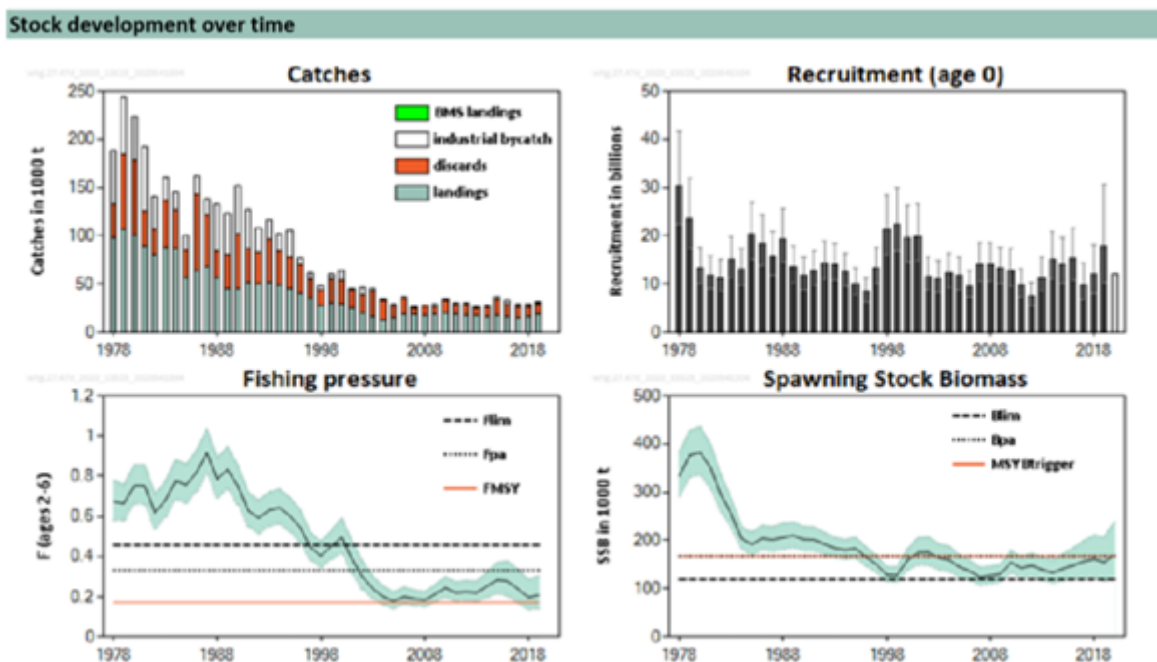 Stock development over time
Catches
Recruitment (age 0)
250
200
150
100
50
0
Catches in 1000 t
BMS landings
industrial bycatch
discards
landings
1978 1988 1998 2008 2018
50
40
30
20
10
0
Recruitment in billions
1978 1988 1998 2008 2018
Fishing pressure
Spawning Stock Biomass
1.2
1
0.8
0.6
0.4
0.2
0
F (ages 2-6)
Flim
Fpa
FMSY
1978 1988 1998 2008 2018
500
400
300
200
100
0
SSB in 1000 t
Blim
Bpa
MSYBtrigger
1978 1988 1998 2008 2018